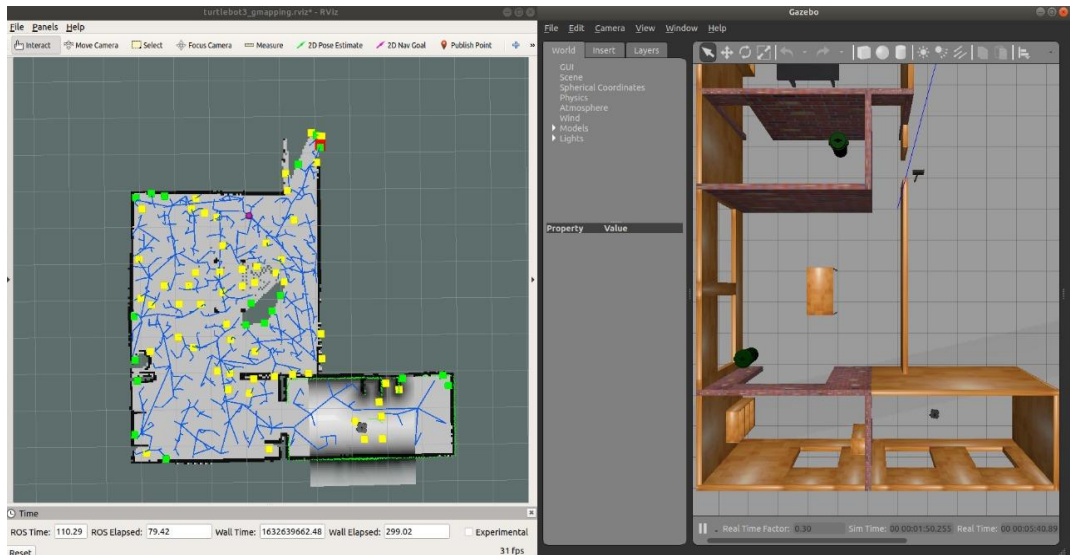 turtlebot3_gmapping.rviz* - RViz
File Panels Help
Interact Move Camera Select Focus Camera Measure 2D Pose Estimate 2D Nav Goal Publish Point
Time
ROS Time: 110.29 ROS Elapsed: 79.42 Wall Time: 1632639662.48 Wall Elapsed: 299.02 Experimental
Reset 31 fps
Gazebo
File Edit Camera View Window Help
World Insert Layers
GUI
Scene
Spherical Coordinates
Physics
Atmosphere
Wind
Models
Lights
Property Value
Real Time Factor: 0.30 Sim Time: 00 00:01:50.255 Real Time: 00 00:05:40.89